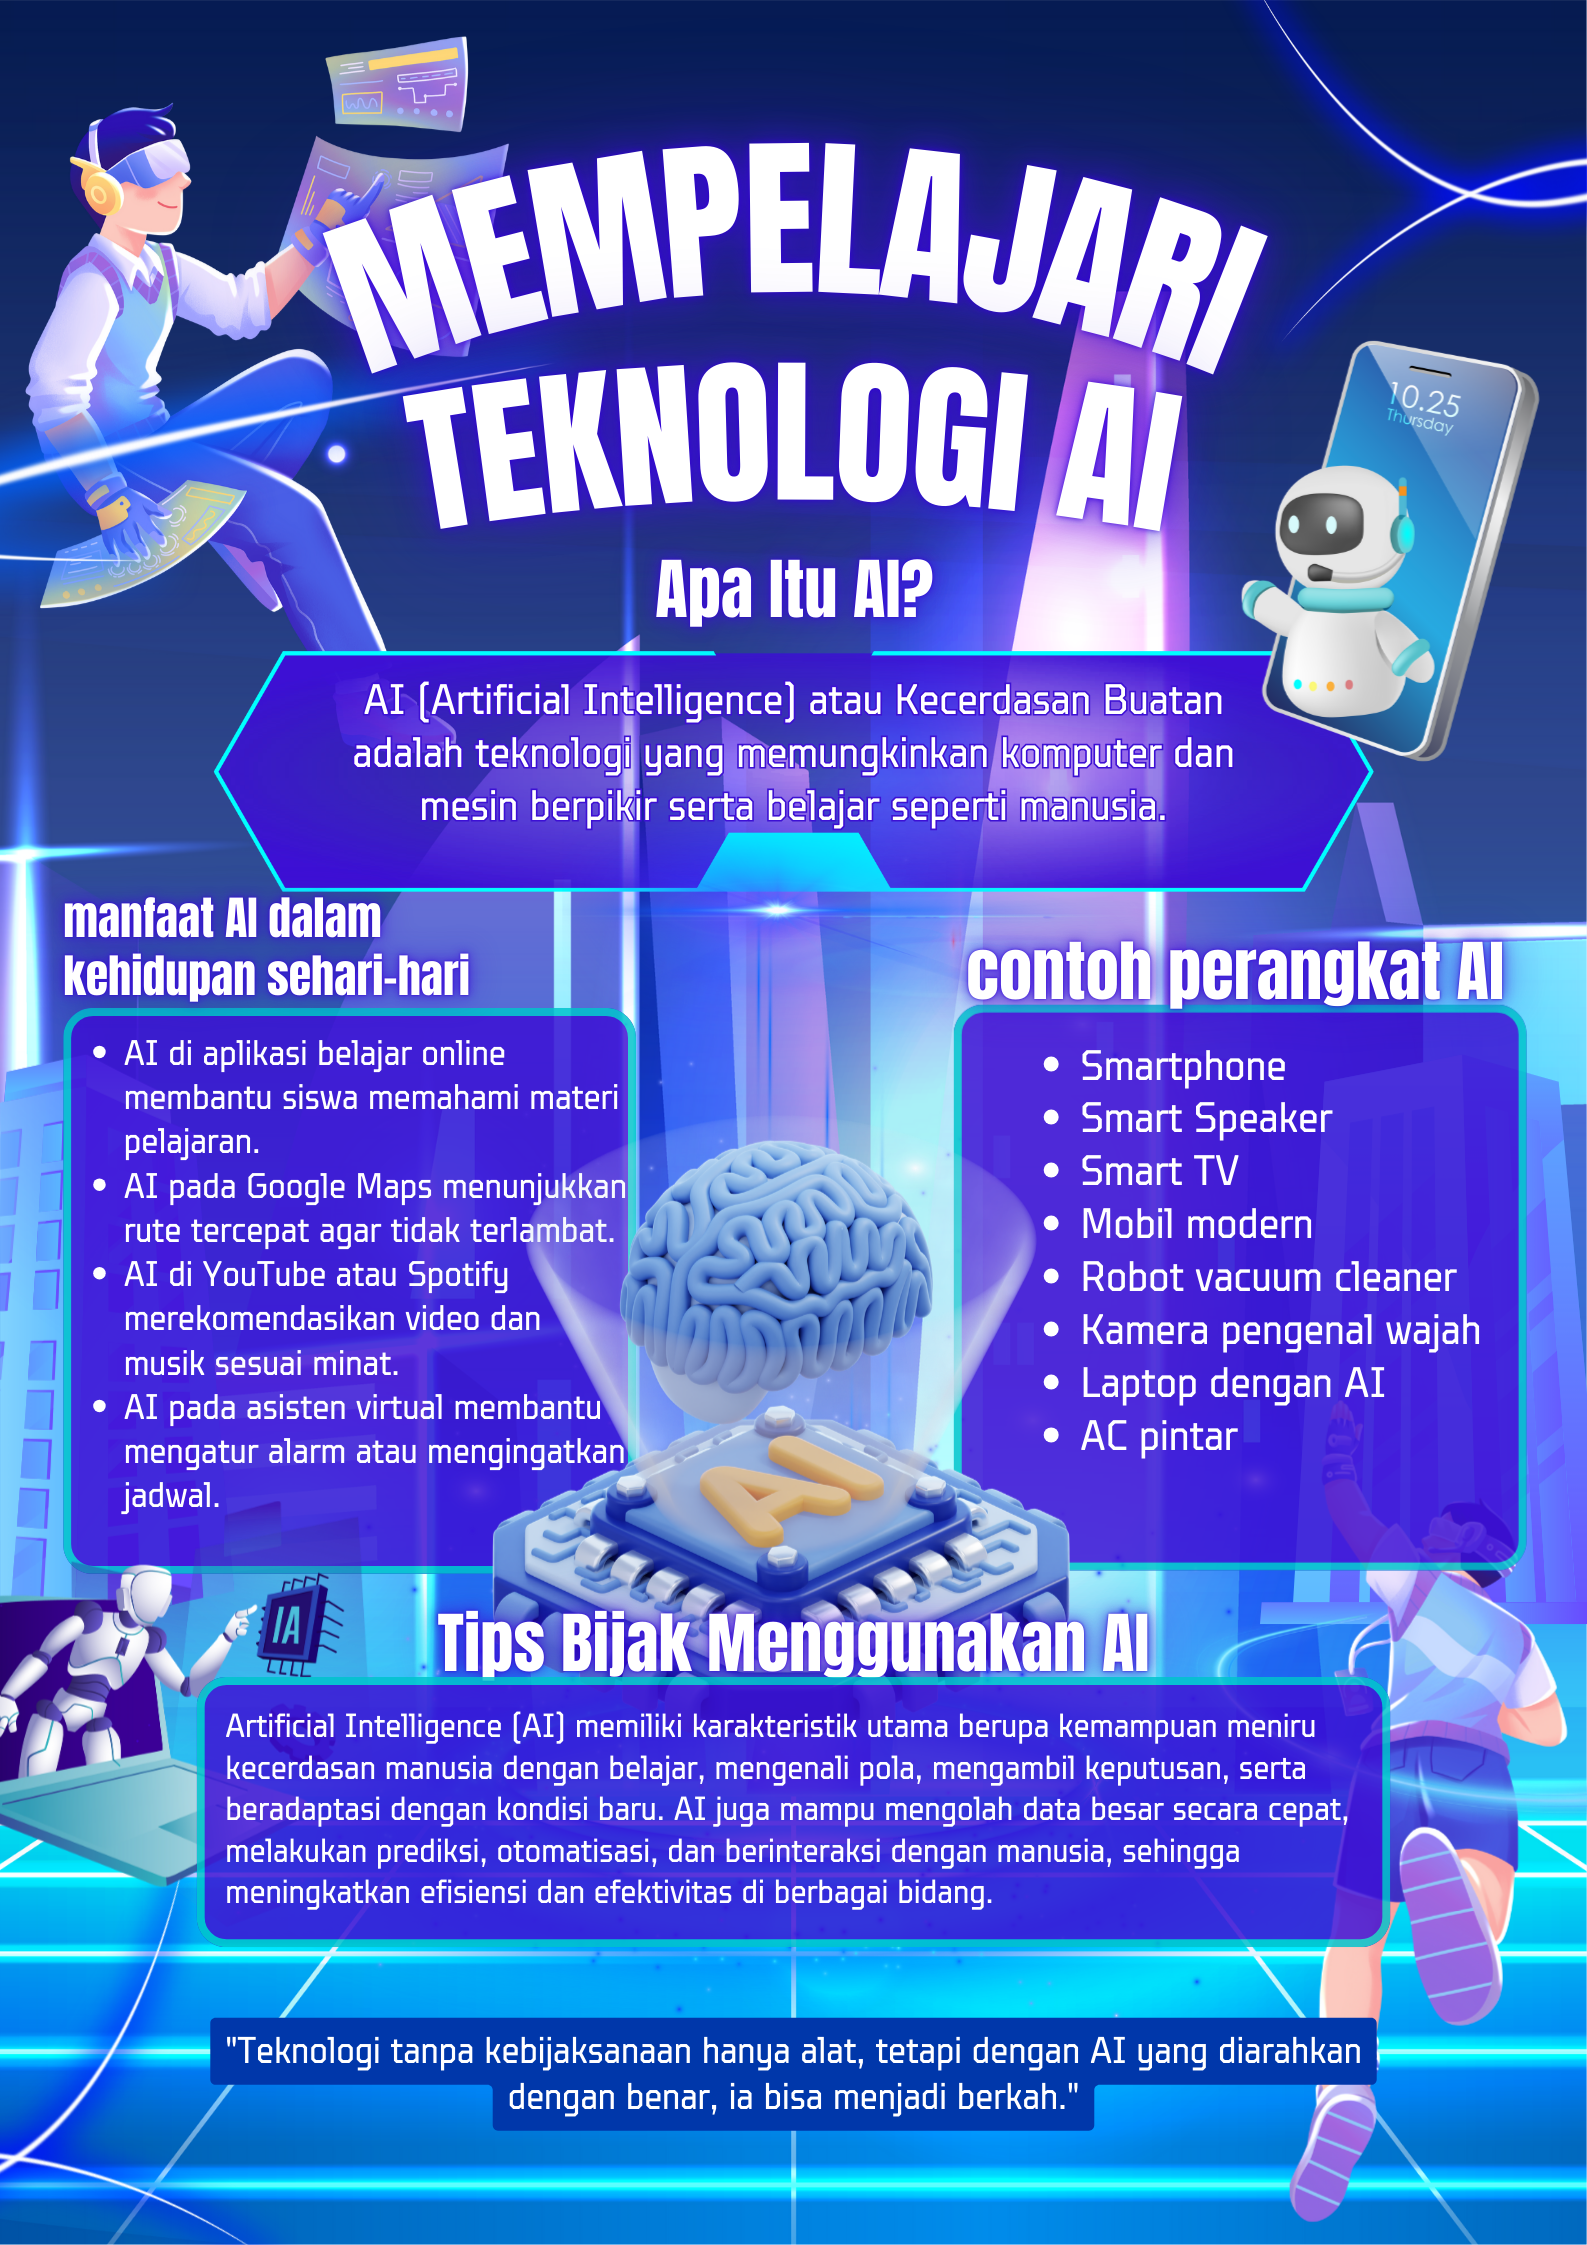 MEMPELAJARI
TEKNOLOGI AI
10.25
Thursday
Apa Itu AI?
AI (Artificial Intelligence) atau Kecerdasan Buatan
adalah teknologi yang memungkinkan komputer dan
mesin berpikir serta belajar seperti manusia.
manfaat AI dalam
kehidupan sehari-hari
• AI di aplikasi belajar online
membantu siswa memahami materi
pelajaran.
• AI pada Google Maps menunjukkan
rute tercepat agar tidak terlambat.
• AI di YouTube atau Spotify
merekomendasikan video dan
musik sesuai minat.
• AI pada asisten virtual membantu
mengatur alarm atau mengingatkan
jadwal.
contoh perangkat AI
• Smartphone
• Smart Speaker
• Smart TV
• Mobil modern
• Robot vacuum cleaner
• Kamera pengenal wajah
• Laptop dengan AI
• AC pintar
AI
IA
Tips Bijak Menggunakan AI
Artificial Intelligence (AI) memiliki karakteristik utama berupa kemampuan meniru
kecerdasan manusia dengan belajar, mengenali pola, mengambil keputusan, serta
beradaptasi dengan kondisi baru. AI juga mampu mengolah data besar secara cepat,
melakukan prediksi, otomatisasi, dan berinteraksi dengan manusia, sehingga
meningkatkan efisiensi dan efektivitas di berbagai bidang.
"Teknologi tanpa kebijaksanaan hanya alat, tetapi dengan AI yang diarahkan
dengan benar, ia bisa menjadi berkah."